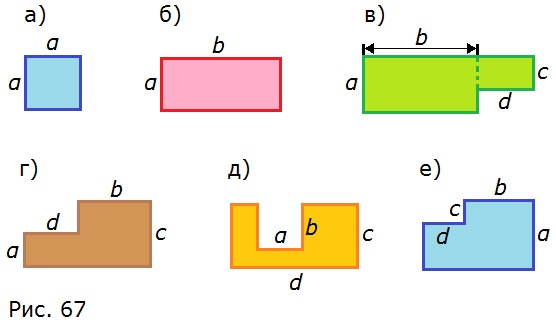 а) б) в)
a b b
a a a c
d
г) д) е)
b b
d a b c c d a
a c
d
Рис. 67